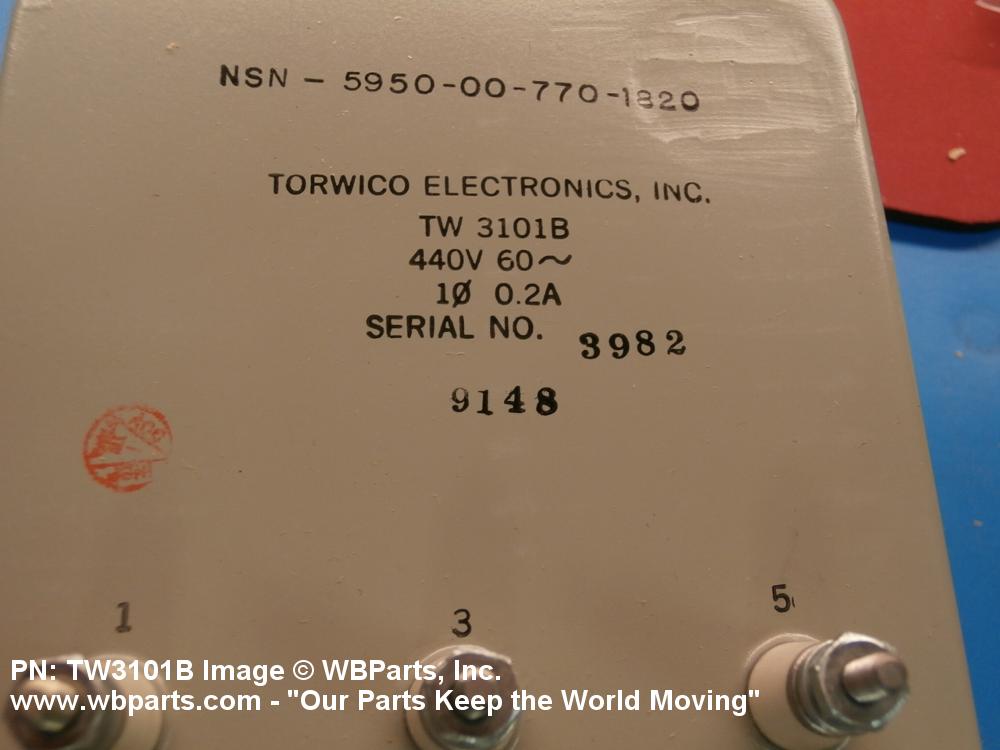 NSN - 5950-00-770-1820
TORWICO ELECTRONICS, INC.
TW 3101B
440V 60~
1Ø 0.2A
SERIAL NO. 3982
9148
1 3 5
PN: TW3101B Image © WBParts, Inc.
www.wbparts.com - "Our Parts Keep the World Moving"